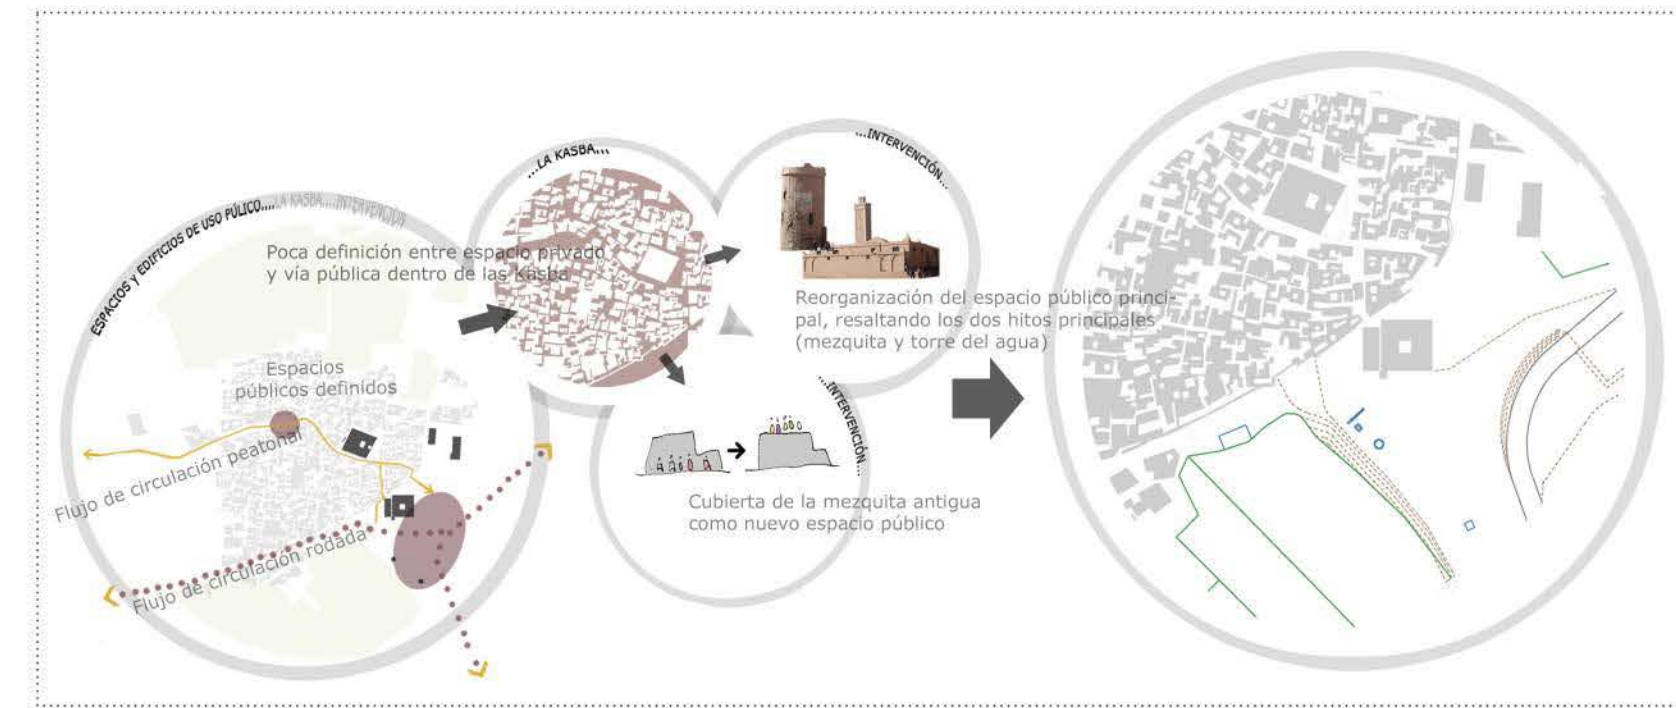 ESPACIOS y EDIFICIOS DE USO PÚLICO....LA KASBA....INTERVENCIÓN
Poca definición entre espacio privado
y vía pública dentro de las Kasba
Espacios
públicos definidos
Flujo de circulación peatonal
Flujo de circulación rodada
...LA KASBA...
...INTERVENCIÓN...
Reorganización del espacio público princi-
pal, resaltando los dos hitos principales
(mezquita y torre del agua)
...INTERVENCIÓN...
Cubierta de la mezquita antigua
como nuevo espacio público